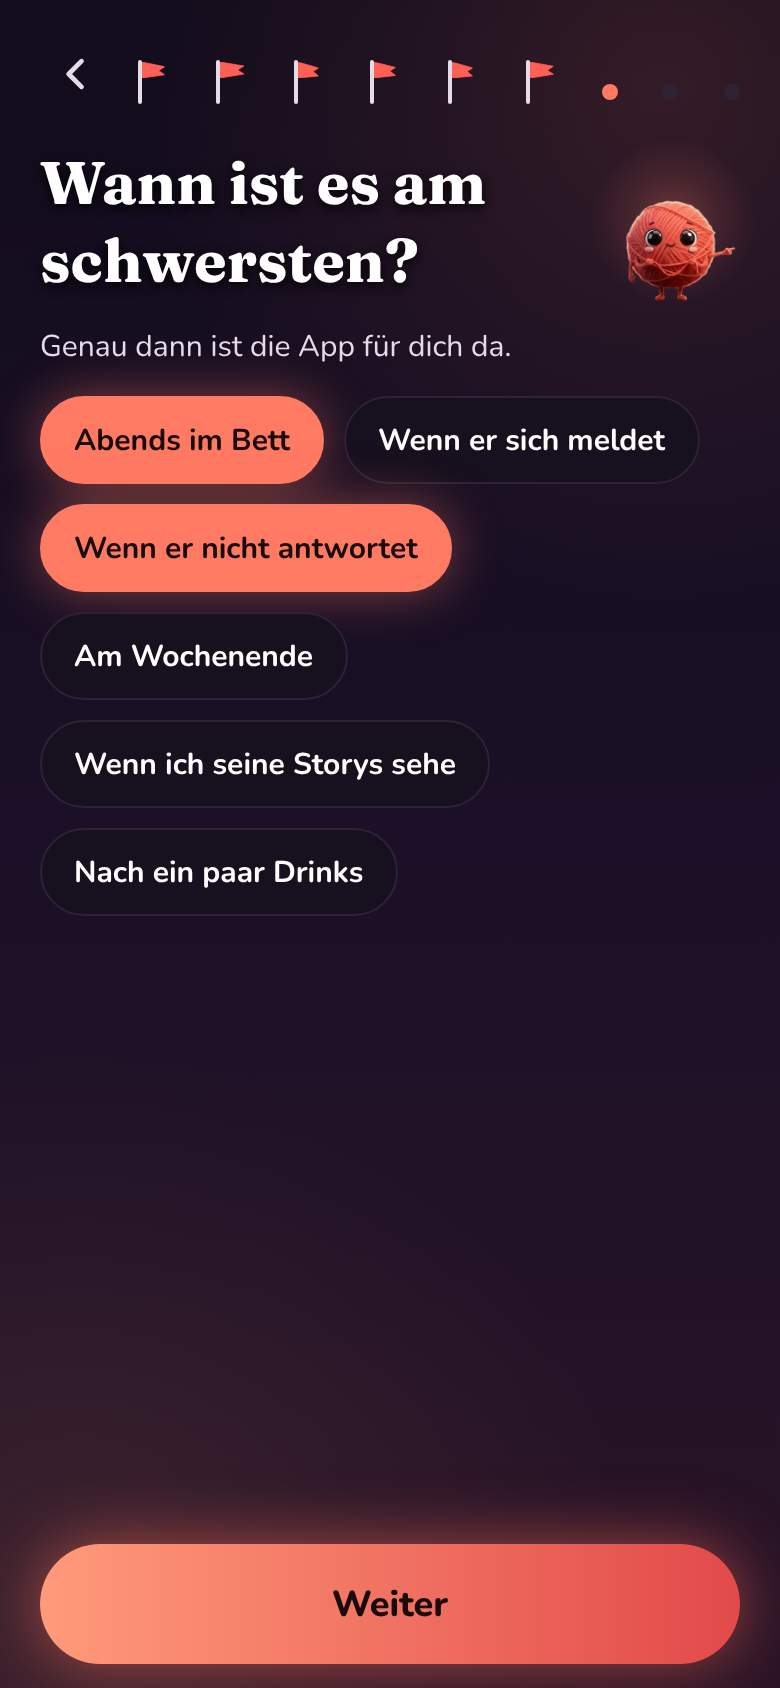 Wann ist es am
schwersten?
Genau dann ist die App für dich da.
Abends im Bett
Wenn er sich meldet
Wenn er nicht antwortet
Am Wochenende
Wenn ich seine Storys sehe
Nach ein paar Drinks
Weiter